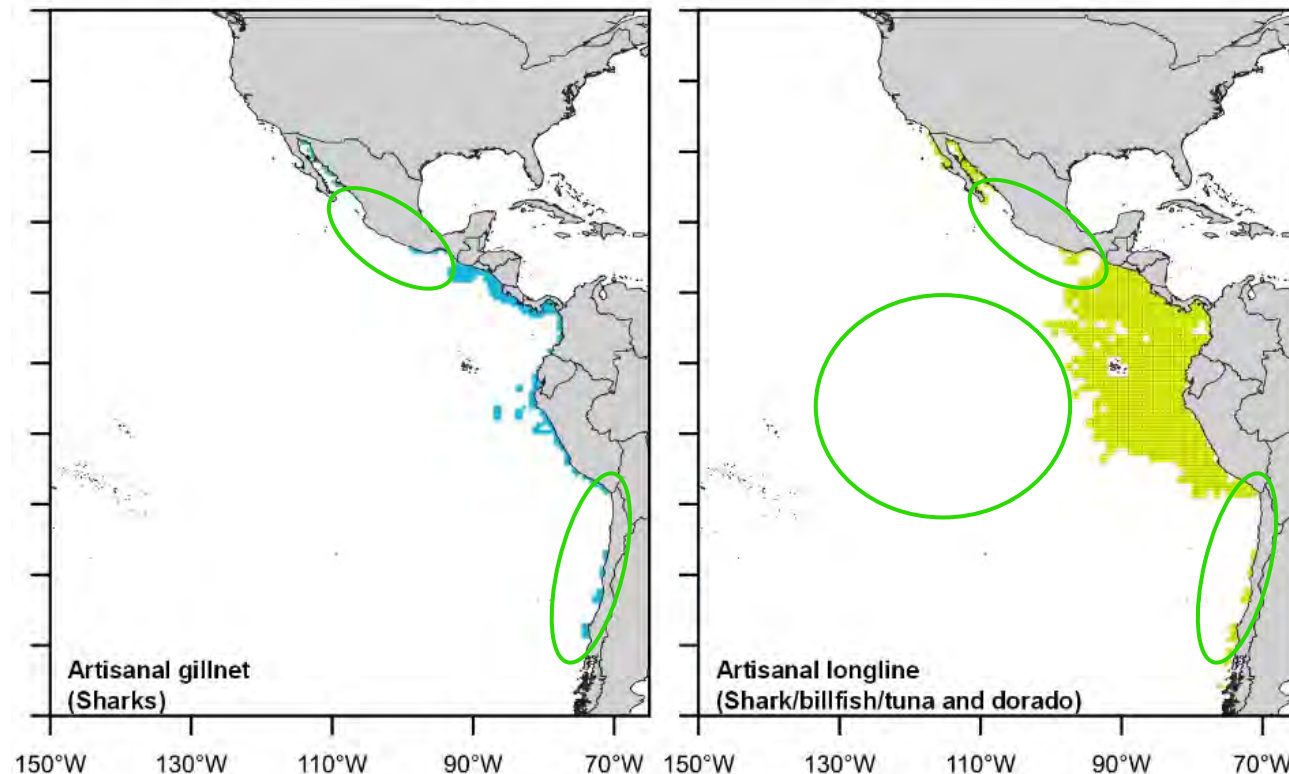 Artisanal gillnet
(Sharks)
Artisanal longline
(Shark/billfish/tuna and dorado)
150°W 130°W 110°W 90°W 70°W 150°W 130°W 110°W 90°W 70°W